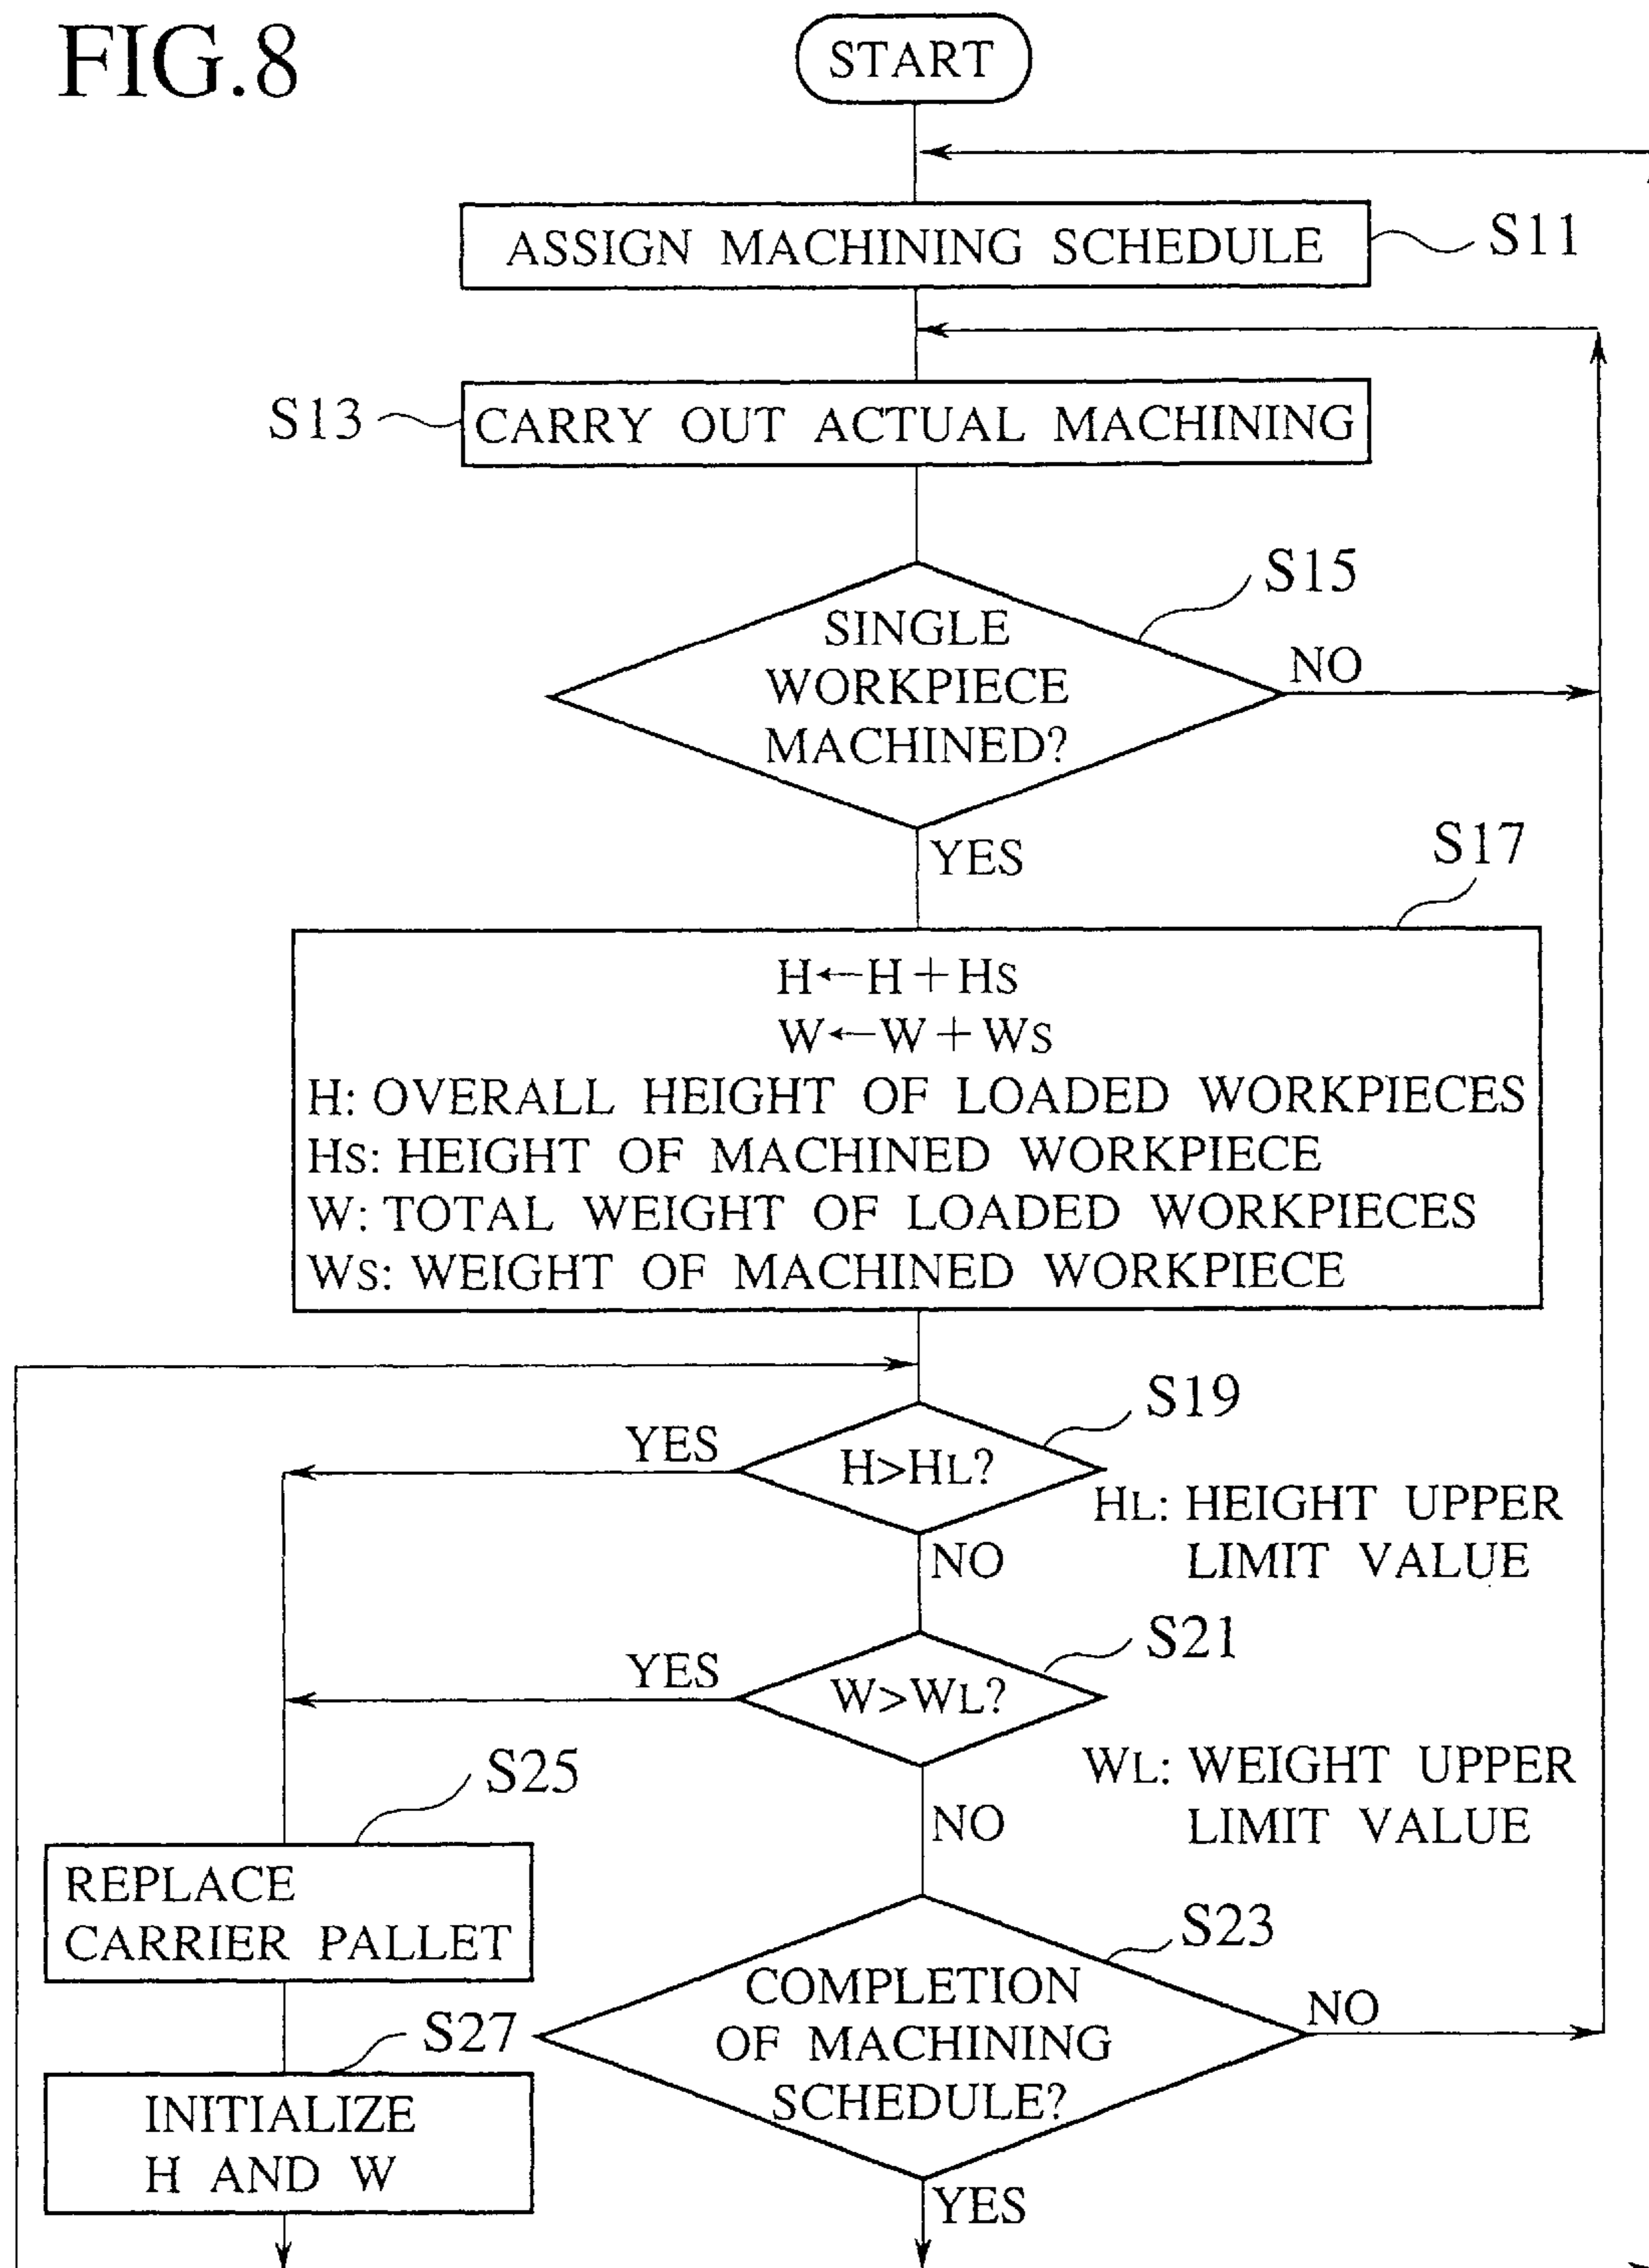 FIG.8
START
ASSIGN MACHINING SCHEDULE
S11
S13
CARRY OUT ACTUAL MACHINING
S15
SINGLE
WORKPIECE
MACHINED?
NO
YES
S17
H←H+HS
W←W+WS
H: OVERALL HEIGHT OF LOADED WORKPIECES
HS: HEIGHT OF MACHINED WORKPIECE
W: TOTAL WEIGHT OF LOADED WORKPIECES
WS: WEIGHT OF MACHINED WORKPIECE
S19
YES
H>HL?
HL: HEIGHT UPPER
LIMIT VALUE
NO
S21
YES
W>WL?
WL: WEIGHT UPPER
LIMIT VALUE
NO
S25
REPLACE
CARRIER PALLET
S23
COMPLETION
OF MACHINING
SCHEDULE?
NO
S27
INITIALIZE
H AND W
YES